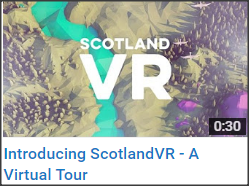 SCOTLAND
VR
0:30
Introducing ScotlandVR - A
Virtual Tour